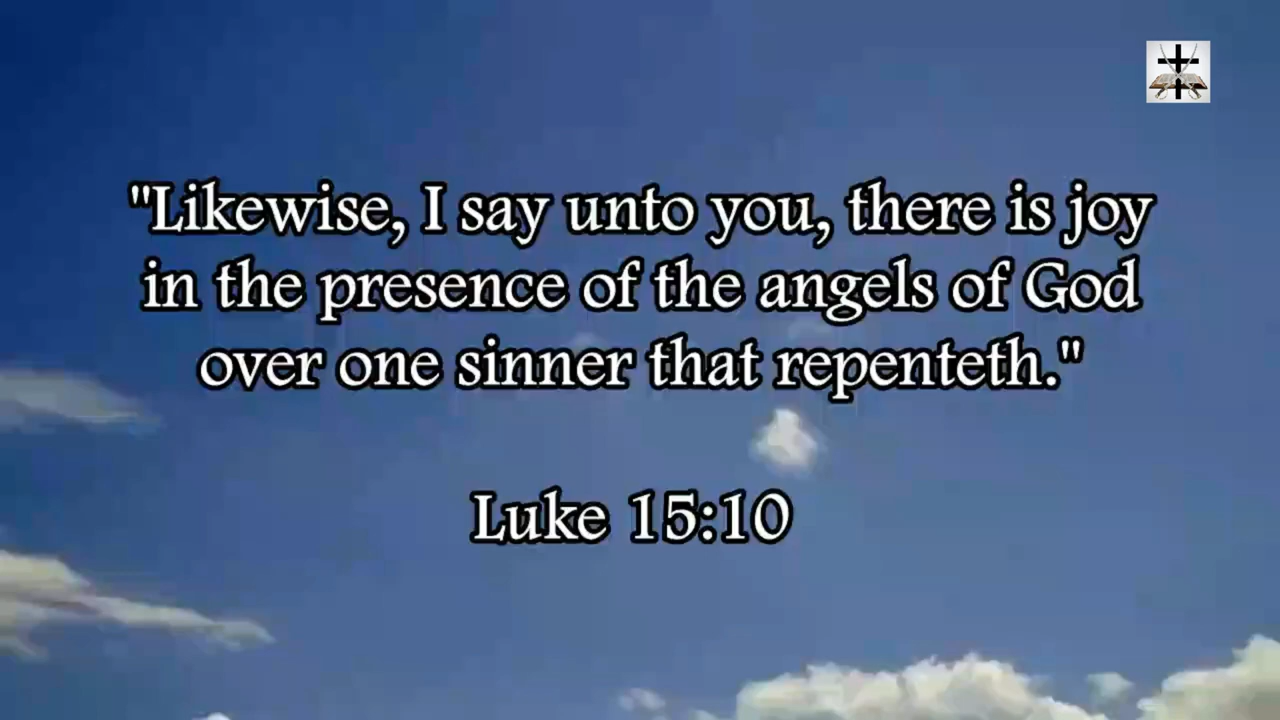 "Likewise, I say unto you, there is joy
in the presence of the angels of God
over one sinner that repenteth."
Luke 15:10